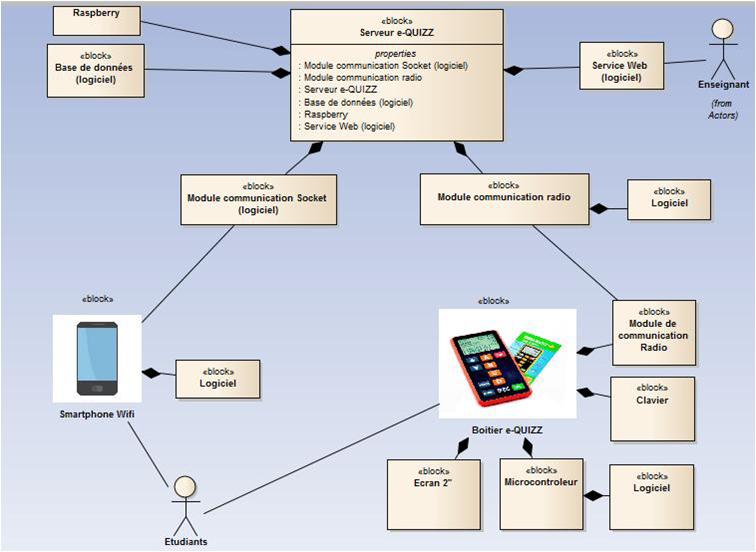 Raspberry
«block»
Base de données
(logiciel)
«block»
Serveur e-QUIZZ
properties
: Module communication Socket (logiciel)
: Module communication radio
: Serveur e-QUIZZ
: Base de données (logiciel)
: Raspberry
: Service Web (logiciel)
«block»
Service Web
(logiciel)
Enseignant
(from
Actors)
«block»
Module communication Socket
(logiciel)
«block»
Module communication radio
«block»
Logiciel
«block»
Smartphone Wifi
«block»
Logiciel
«block»
Boitier e-QUIZZ
«block»
Module de
communication
Radio
«block»
Clavier
«block»
Ecran 2"
«block»
Microcontroleur
«block»
Logiciel
Etudiants